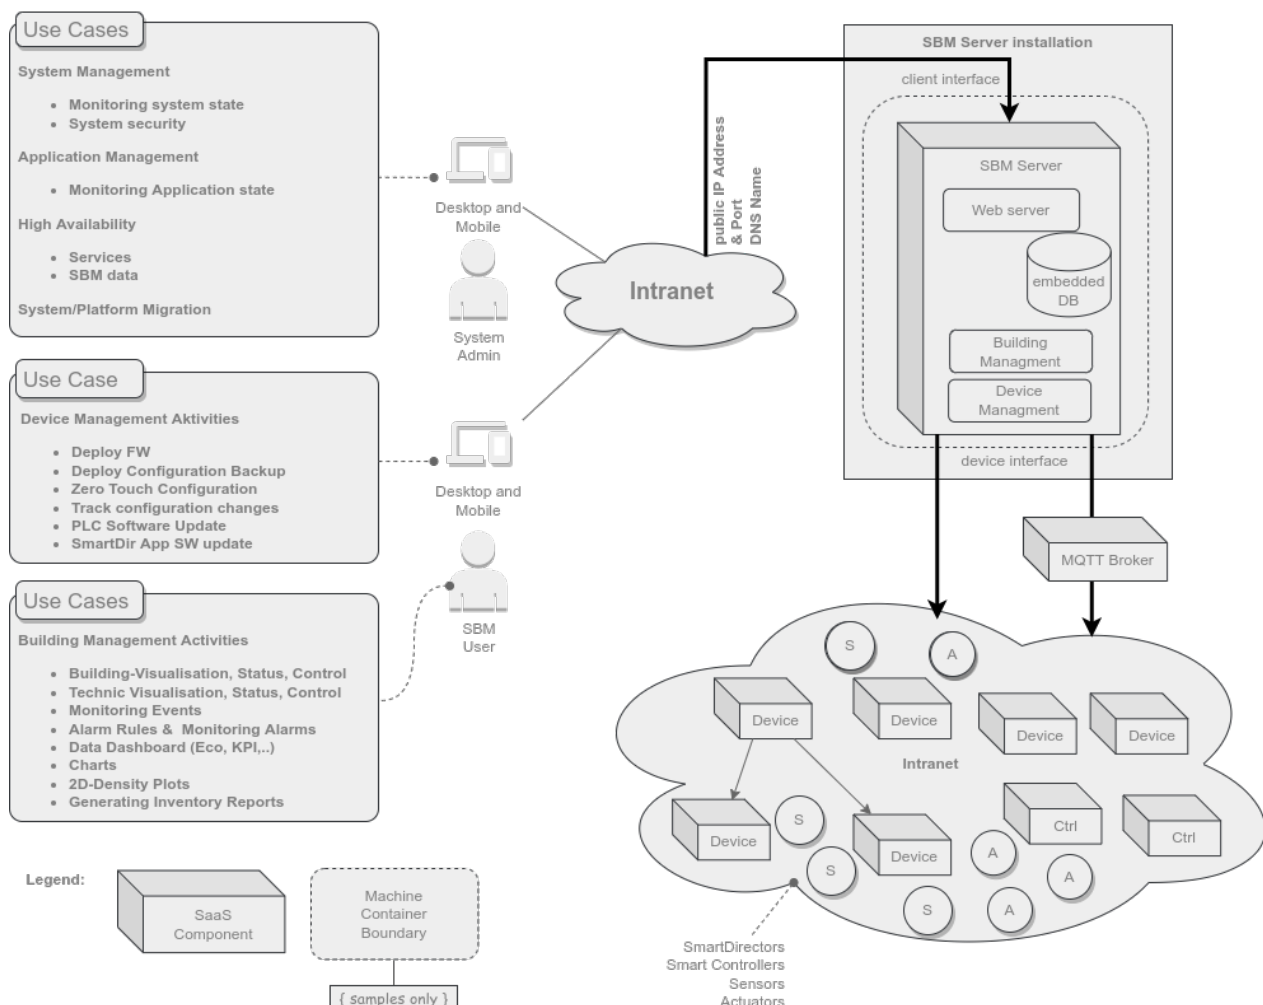 Use Cases
System Management
Monitoring system state
System security
Application Management
Monitoring Application state
High Availability
Services
SBM data
System/Platform Migration
Use Case
Device Management Aktivities
Deploy FW
Deploy Configuration Backup
Zero Touch Configuration
Track configuration changes
PLC Software Update
SmartDir App SW update
Use Cases
Building Management Activities
Building-Visualisation, Status, Control
Technic Visualisation, Status, Control
Monitoring Events
Alarm Rules & Monitoring Alarms
Data Dashboard (Eco, KPI,..)
Charts
2D-Density Plots
Generating Inventory Reports
Desktop and
Mobile
System
Admin
Desktop and
Mobile
SBM
User
Intranet
public IP Address
& Port
DNS Name
SBM Server installation
client interface
SBM Server
Web server
embedded
DB
Building
Managment
Device
Managment
device interface
MQTT Broker
S
A
Device
Device
Device
Device
Intranet
Device
S
Device
Ctrl
Ctrl
S
A
A
S
A
SmartDirectors
Smart Controllers
Sensors
Actuators
Legend:
SaaS
Component
Machine
Container
Boundary
{ samples only }